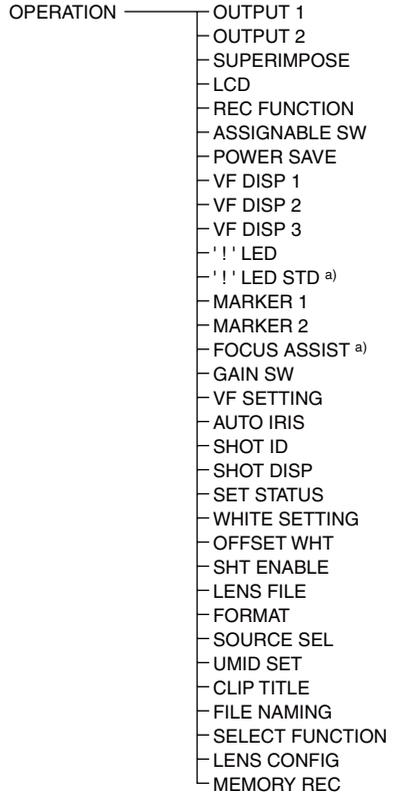 OPERATION
OUTPUT 1
OUTPUT 2
SUPERIMPOSE
LCD
REC FUNCTION
ASSIGNABLE SW
POWER SAVE
VF DISP 1
VF DISP 2
VF DISP 3
' ! ' LED
' ! ' LED STD a)
MARKER 1
MARKER 2
FOCUS ASSIST a)
GAIN SW
VF SETTING
AUTO IRIS
SHOT ID
SHOT DISP
SET STATUS
WHITE SETTING
OFFSET WHT
SHT ENABLE
LENS FILE
FORMAT
SOURCE SEL
UMID SET
CLIP TITLE
FILE NAMING
SELECT FUNCTION
LENS CONFIG
MEMORY REC